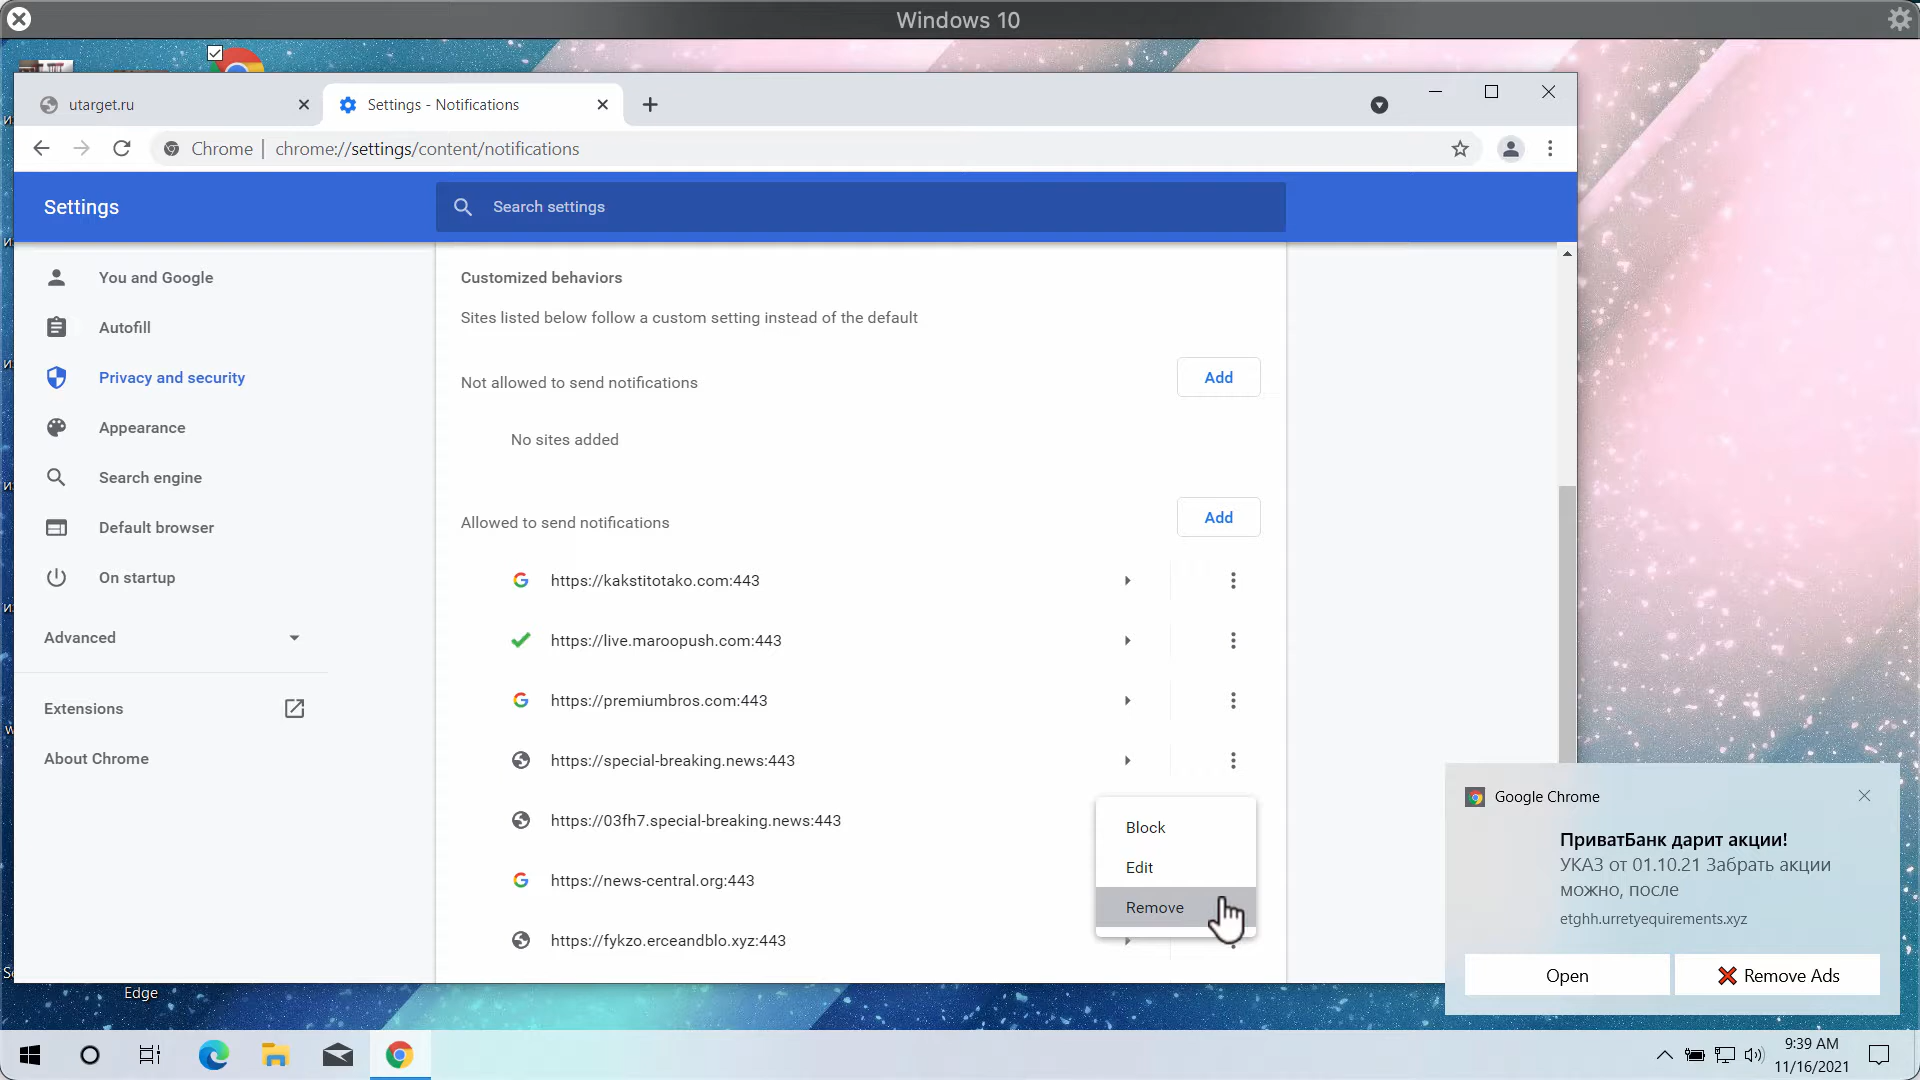 Windows 10
utarget.ru
Settings - Notifications
Chrome
chrome://settings/content/notifications
Settings
Search settings
You and Google
Autofill
Privacy and security
Appearance
Search engine
Default browser
On startup
Advanced
Extensions
About Chrome
Customized behaviors
Sites listed below follow a custom setting instead of the default
Not allowed to send notifications
Add
No sites added
Allowed to send notifications
Add
https://kakstitotako.com:443
https://live.maroopush.com:443
https://premiumbros.com:443
https://special-breaking.news:443
https://03fh7.special-breaking.news:443
https://news-central.org:443
https://fykzo.erceandblo.xyz:443
Block
Edit
Remove
Google Chrome
ПриватБанк дарит акции!
УКАЗ от 01.10.21 Забрать акции
можно, после
etghh.urretyequirements.xyz
Open
Remove Ads
Edge
9:39 AM
11/16/2021